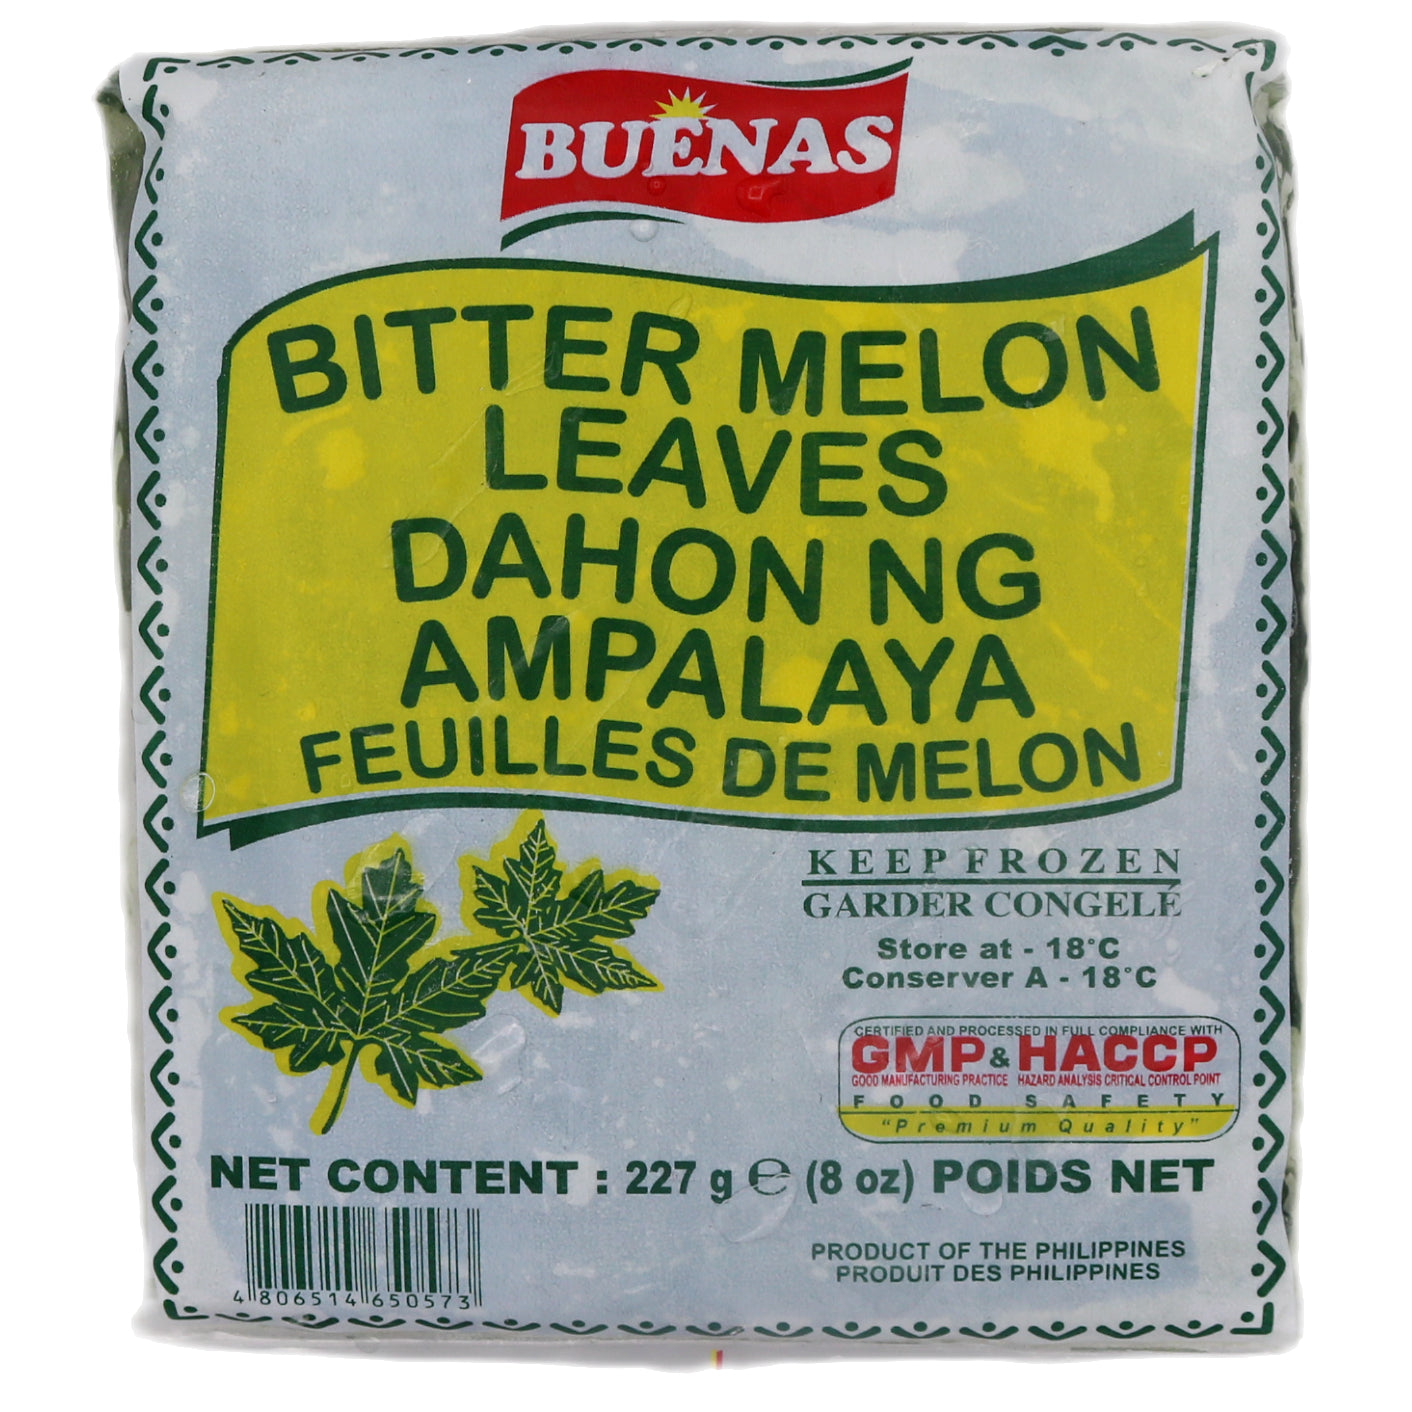 BUENAS
BITTER MELON
LEAVES
DAHON NG
AMPALAYA
FEUILLES DE MELON
KEEP FROZEN
GARDER CONGELÉ
Store at - 18°C
Conserver A - 18°C
CERTIFIED AND PROCESSED IN FULL COMPLIANCE WITH
GMP & HACCP
GOOD MANUFACTURING PRACTICE HAZARD ANALYSIS CRITICAL CONTROL POINT
FOOD SAFETY
"Premium Quality"
NET CONTENT : 227 g ℮ (8 oz) POIDS NET
PRODUCT OF THE PHILIPPINES
PRODUIT DES PHILIPPINES
4 806514 650573